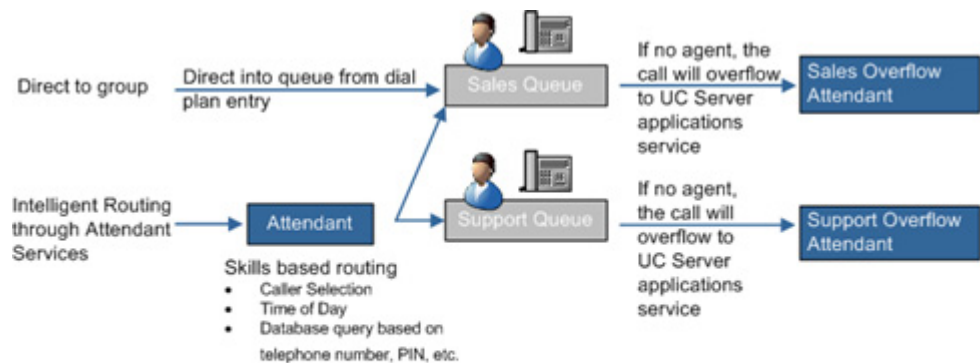 Direct to group
Direct into queue from dial
plan entry
Sales Queue
If no agent, the
call will overflow
to UC Server
applications
service
Sales Overflow
Attendant
Intelligent Routing
through Attendant
Services
Attendant
Skills based routing
• Caller Selection
• Time of Day
• Database query based on
telephone number, PIN, etc.
Support Queue
If no agent,
the call will
overflow to
UC Server
applications
service
Support Overflow
Attendant